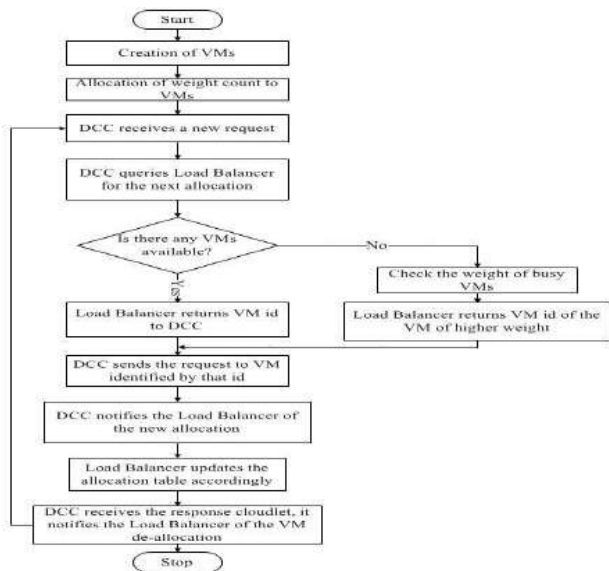 Start
Creation of VMs
Allocation of weight count to
VMs
DCC receives a new request
DCC queries Load Balancer
for the next allocation
Is there any VMs
available?
No
Yes
Check the weight of busy
VMs
Load Balancer returns VM id
to DCC
Load Balancer returns VM id of the
VM of higher weight
DCC sends the request to VM
identified by that id
DCC notifies the Load Balancer of
the new allocation
Load Balancer updates the
allocation table accordingly
DCC receives the response cloudlet, it
notifies the Load Balancer of the VM
de-allocation
Stop